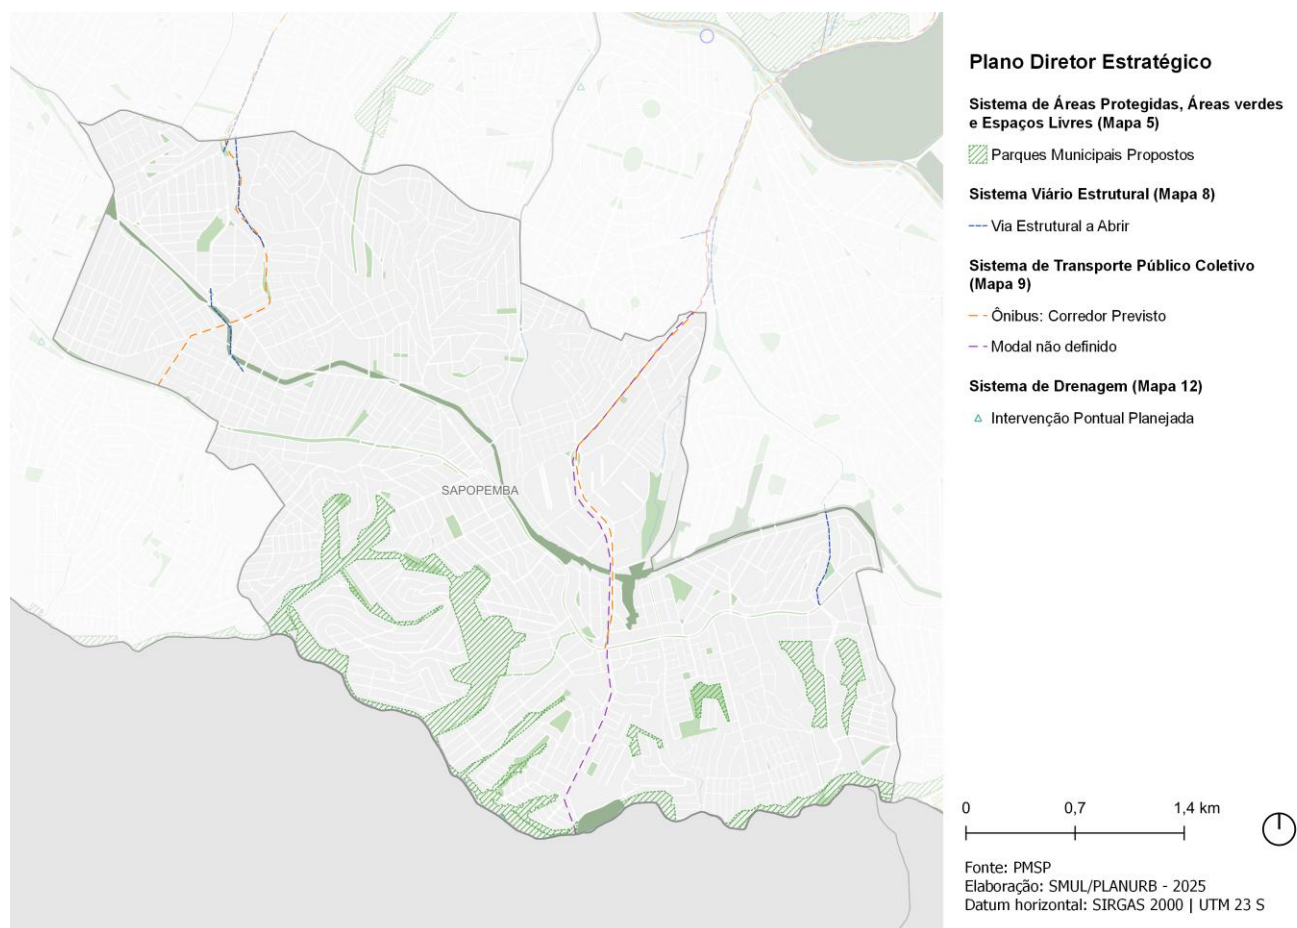 SAPOPEMBA
Plano Diretor Estratégico
Sistema de Áreas Protegidas, Áreas verdes
e Espaços Livres (Mapa 5)
Parques Municipais Propostos
Sistema Viário Estrutural (Mapa 8)
Via Estrutural a Abrir
Sistema de Transporte Público Coletivo
(Mapa 9)
Ônibus: Corredor Previsto
Modal não definido
Sistema de Drenagem (Mapa 12)
Intervenção Pontual Planejada
0 0,7 1,4 km
Fonte: PMSP
Elaboração: SMUL/PLANURB - 2025
Datum horizontal: SIRGAS 2000 | UTM 23 S